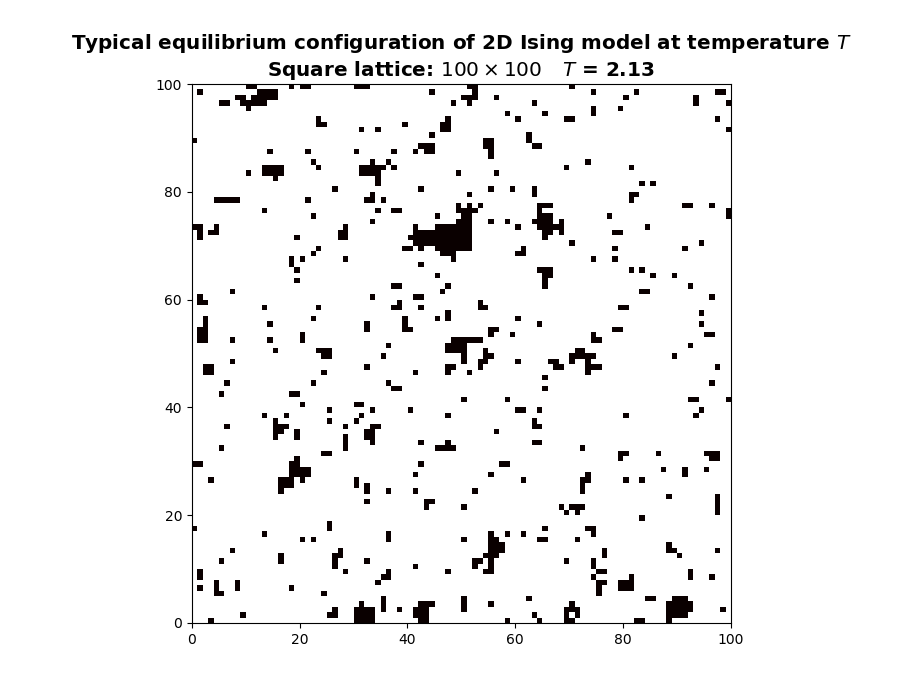 Typical equilibrium configuration of 2D Ising model at temperature T
Square lattice: 100 × 100 T = 2.13
100
80
60
40
20
0
0 20 40 60 80 100